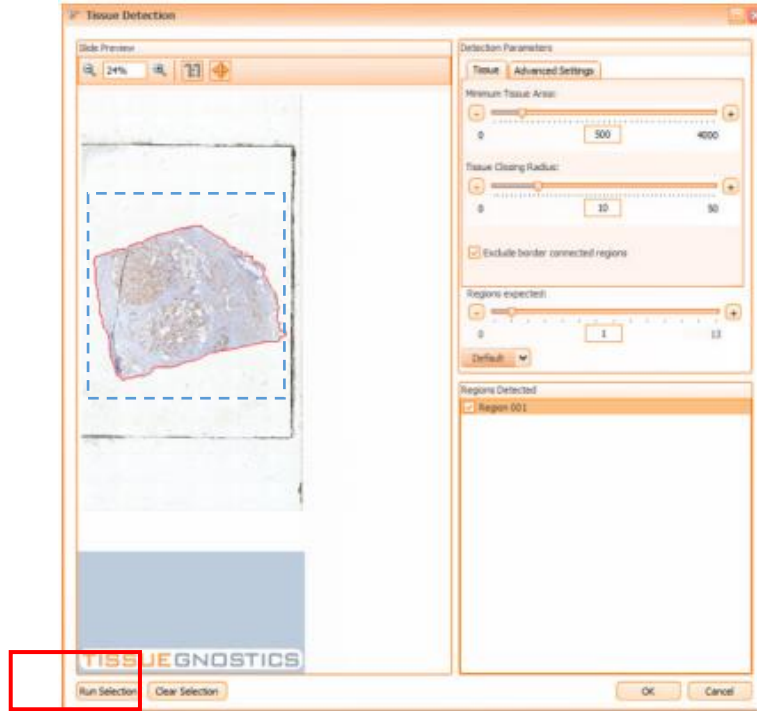 Tissue Detection
Slide Preview
24%
1:1
Detection Parameters
Tissue Advanced Settings
Minimum Tissue Area:
- +
0 500 4000
Tissue Closing Radius:
- +
0 10 50
Exclude border connected regions
Regions expected:
- +
0 1 13
Default
Regions Detected
Region 001
TISSUEGNOSTICS
Run Selection Clear Selection OK Cancel